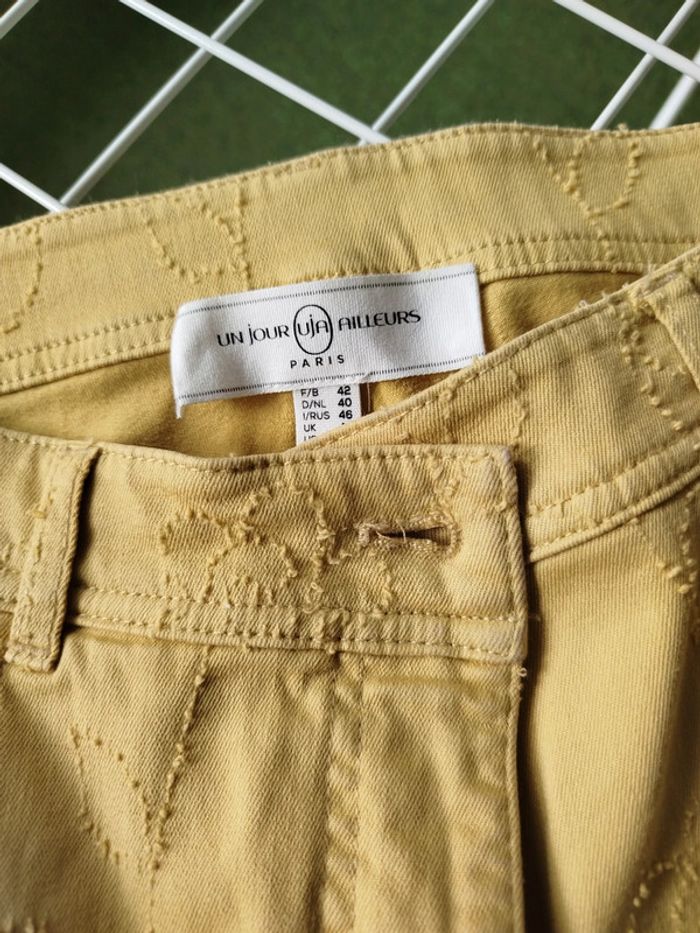 UN JOUR UJA AILLEURS
PARIS
F/B 42
D/NL 40
I/RUS 46
UK